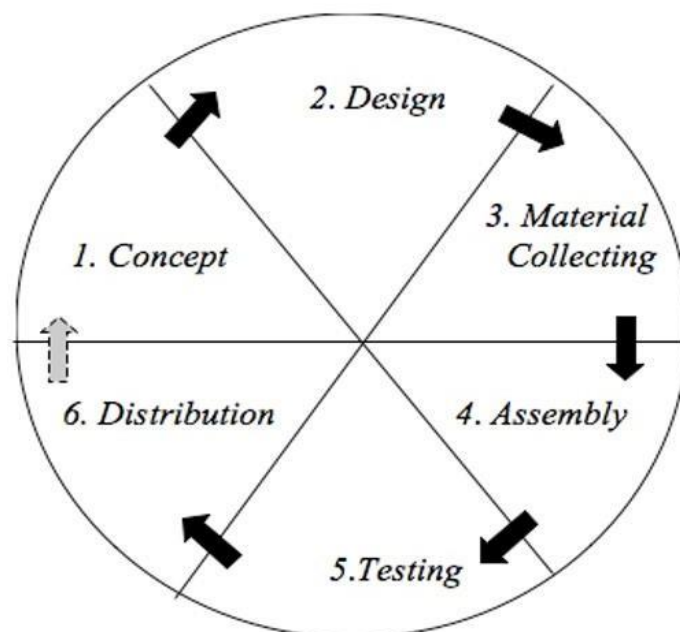 1. Concept
2. Design
3. Material
Collecting
4. Assembly
5.Testing
6. Distribution